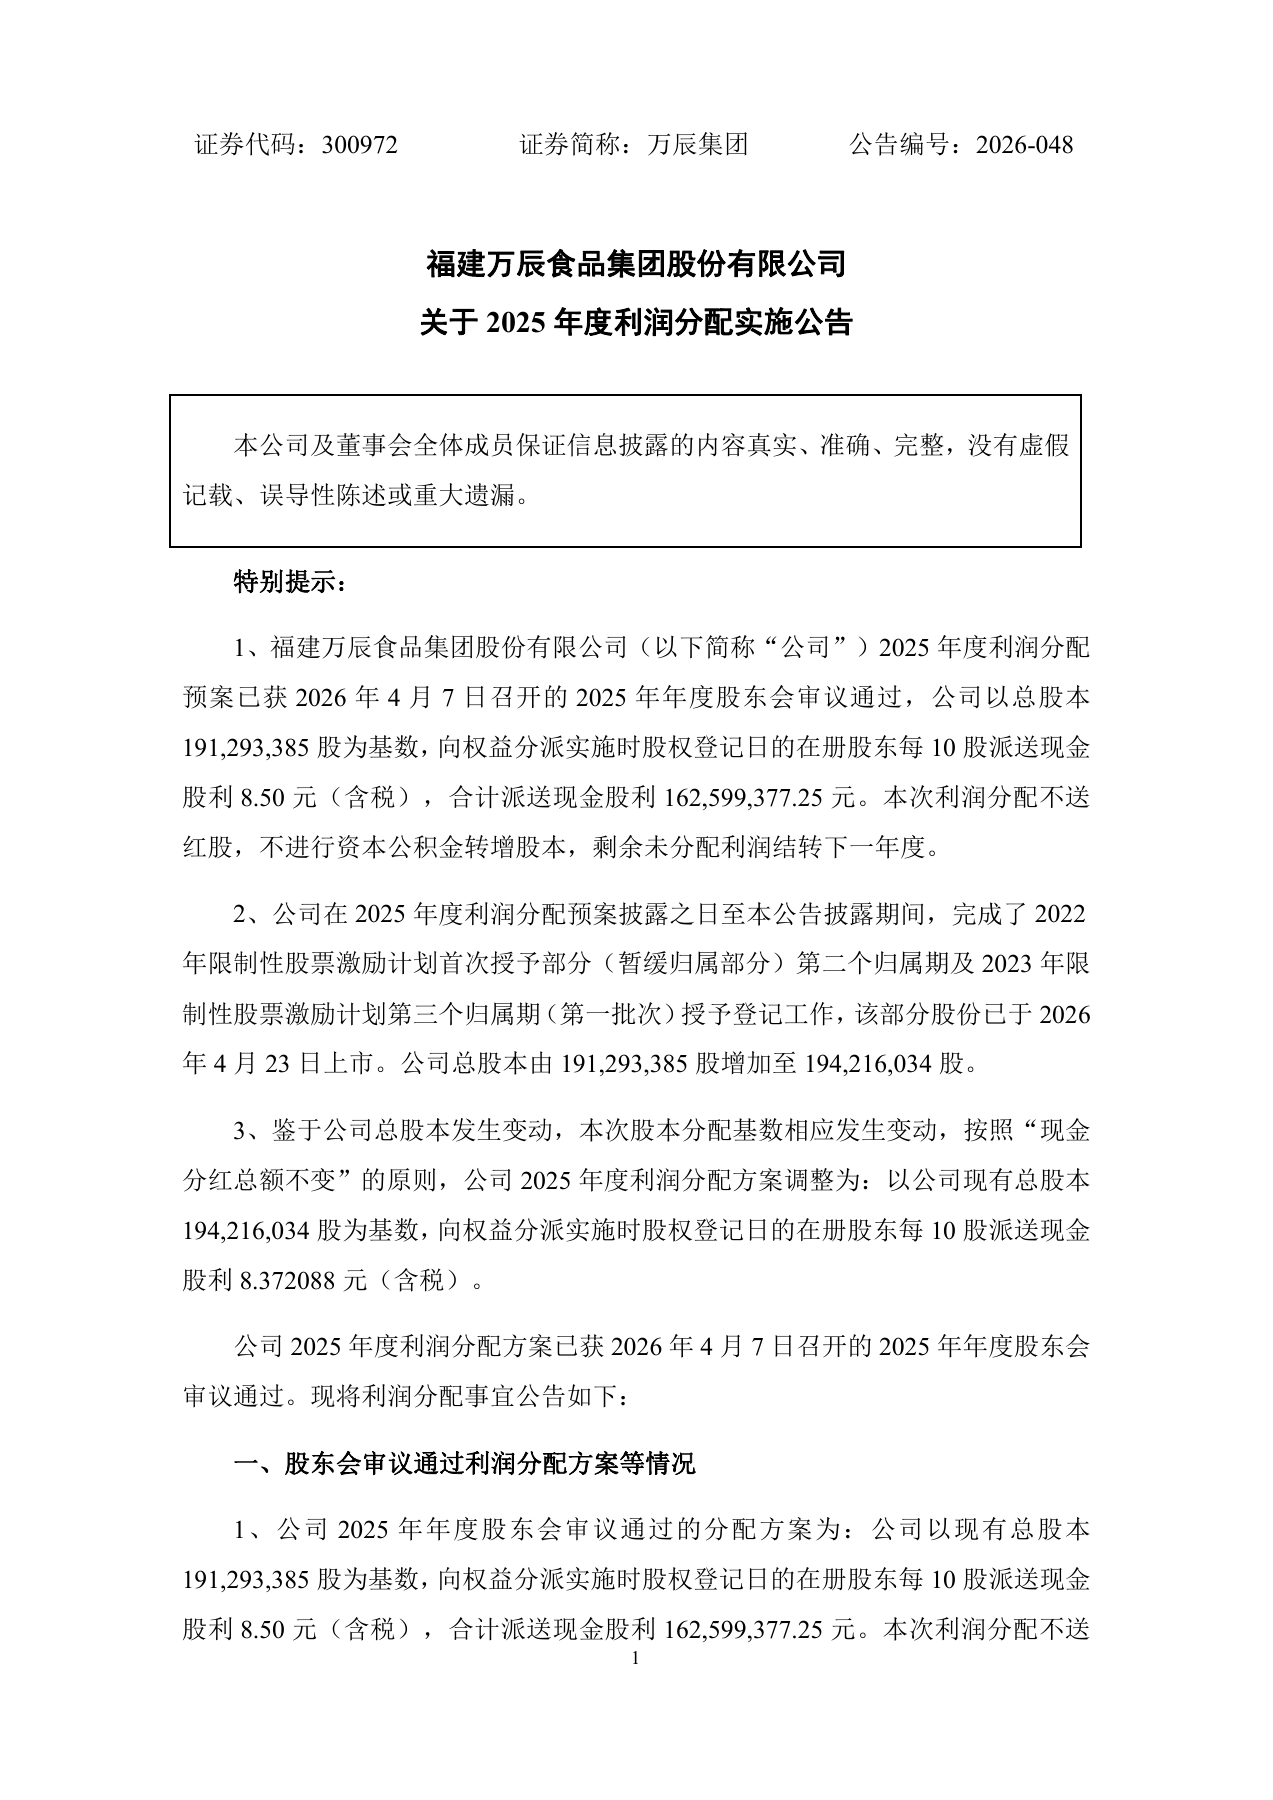 证券代码：300972 证券简称：万辰集团 公告编号：2026-048
福建万辰食品集团股份有限公司
关于 2025 年度利润分配实施公告
本公司及董事会全体成员保证信息披露的内容真实、准确、完整，没有虚假
记载、误导性陈述或重大遗漏。
特别提示：
1、福建万辰食品集团股份有限公司（以下简称“公司”）2025 年度利润分配
预案已获 2026 年 4 月 7 日召开的 2025 年年度股东会审议通过，公司以总股本
191,293,385 股为基数，向权益分派实施时股权登记日的在册股东每 10 股派送现金
股利 8.50 元（含税），合计派送现金股利 162,599,377.25 元。本次利润分配不送
红股，不进行资本公积金转增股本，剩余未分配利润结转下一年度。
2、公司在 2025 年度利润分配预案披露之日至本公告披露期间，完成了 2022
年限制性股票激励计划首次授予部分（暂缓归属部分）第二个归属期及 2023 年限
制性股票激励计划第三个归属期（第一批次）授予登记工作，该部分股份已于 2026
年 4 月 23 日上市。公司总股本由 191,293,385 股增加至 194,216,034 股。
3、鉴于公司总股本发生变动，本次股本分配基数相应发生变动，按照“现金
分红总额不变”的原则，公司 2025 年度利润分配方案调整为：以公司现有总股本
194,216,034 股为基数，向权益分派实施时股权登记日的在册股东每 10 股派送现金
股利 8.372088 元（含税）。
公司 2025 年度利润分配方案已获 2026 年 4 月 7 日召开的 2025 年年度股东会
审议通过。现将利润分配事宜公告如下：
一、股东会审议通过利润分配方案等情况
1、公司 2025 年年度股东会审议通过的分配方案为：公司以现有总股本
191,293,385 股为基数，向权益分派实施时股权登记日的在册股东每 10 股派送现金
股利 8.50 元（含税），合计派送现金股利 162,599,377.25 元。本次利润分配不送
1